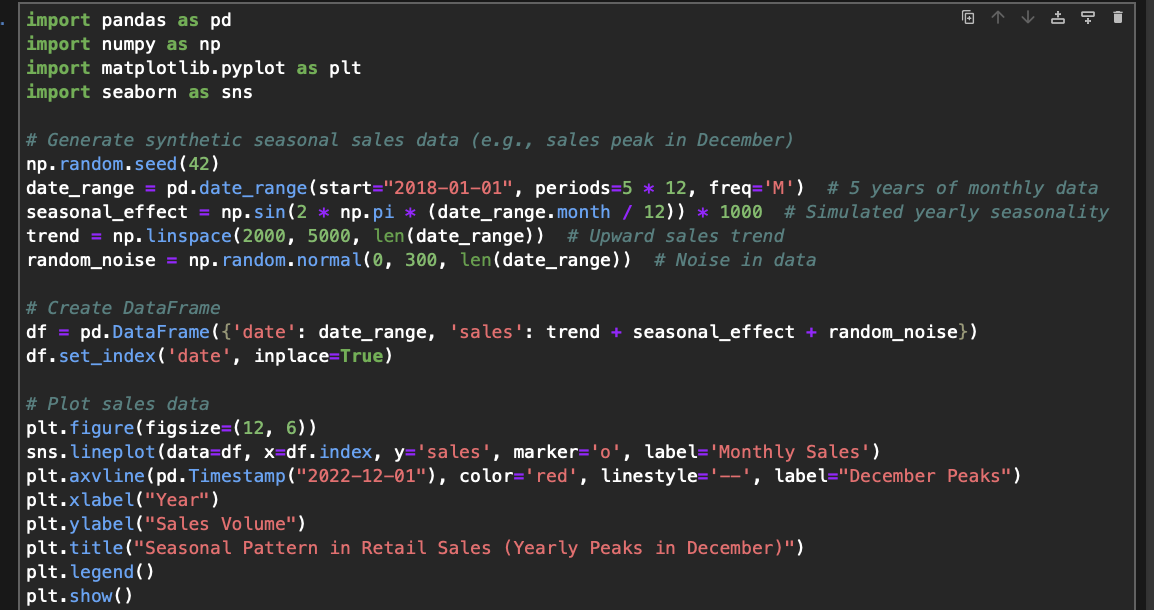 import pandas as pd
import numpy as np
import matplotlib.pyplot as plt
import seaborn as sns
# Generate synthetic seasonal sales data (e.g., sales peak in December)
np.random.seed(42)
date_range = pd.date_range(start="2018-01-01", periods=5 * 12, freq='M')  # 5 years of monthly data
seasonal_effect = np.sin(2 * np.pi * (date_range.month / 12)) * 1000  # Simulated yearly seasonality
trend = np.linspace(2000, 5000, len(date_range))  # Upward sales trend
random_noise = np.random.normal(0, 300, len(date_range))  # Noise in data
# Create DataFrame
df = pd.DataFrame({'date': date_range, 'sales': trend + seasonal_effect + random_noise})
df.set_index('date', inplace=True)
# Plot sales data
plt.figure(figsize=(12, 6))
sns.lineplot(data=df, x=df.index, y='sales', marker='o', label='Monthly Sales')
plt.axvline(pd.Timestamp("2022-12-01"), color='red', linestyle='--', label="December Peaks")
plt.xlabel("Year")
plt.ylabel("Sales Volume")
plt.title("Seasonal Pattern in Retail Sales (Yearly Peaks in December)")
plt.legend()
plt.show()